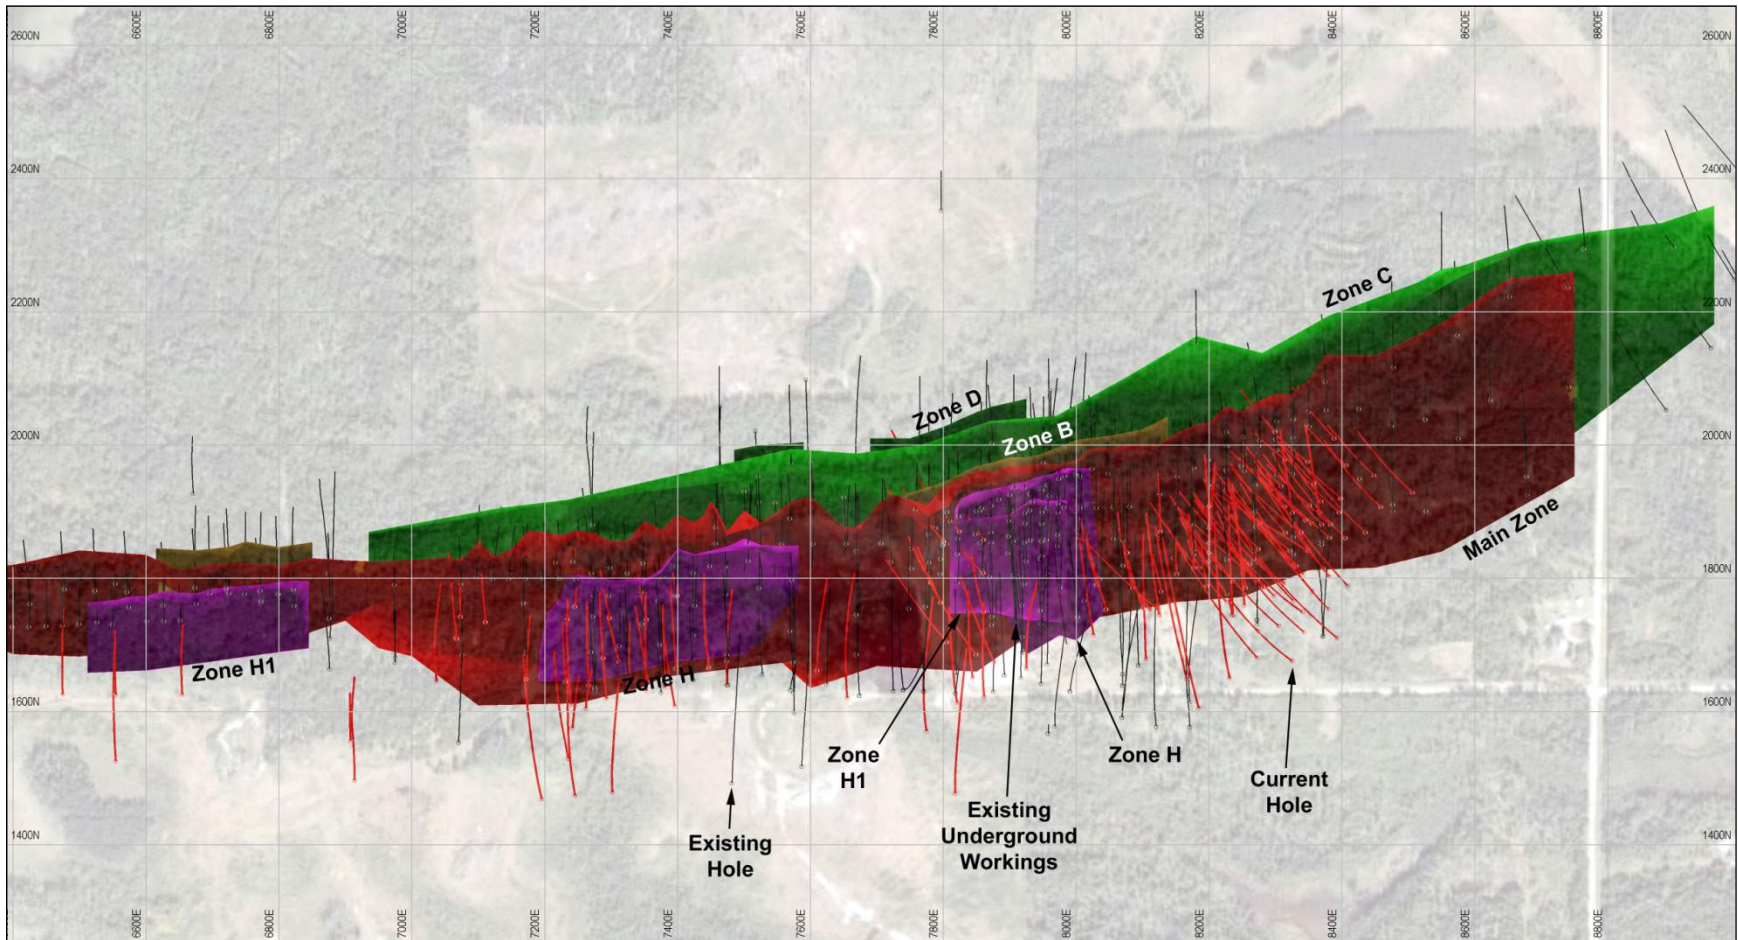 6600E 6800E 7000E 7200E 7400E 7600E 7800E 8000E 8200E 8400E 8600E 8800E
2600N 2600N
2400N 2400N
Zone C
2200N 2200N
Zone D
Zone B
2000N 2000N
Main Zone
1800N 1800N
Zone H1
Zone H
1600N 1600N
Zone
H1
Zone H
Current
Hole
Existing
Underground
Workings
Existing
Hole
1400N 1400N
6600E 6800E 7000E 7200E 7400E 7600E 7800E 8000E 8200E 8400E 8600E 8800E